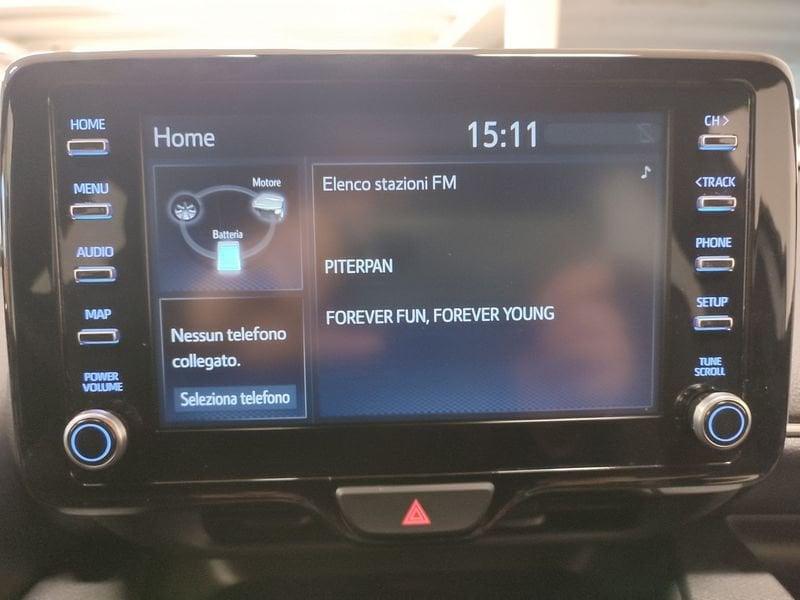 HOME
MENU
AUDIO
MAP
POWER
VOLUME
Home
15:11
Motore
Batteria
Nessun telefono
collegato.
Seleziona telefono
Elenco stazioni FM
PITERPAN
FOREVER FUN, FOREVER YOUNG
CH >
<TRACK
PHONE
SETUP
TUNE
SCROLL